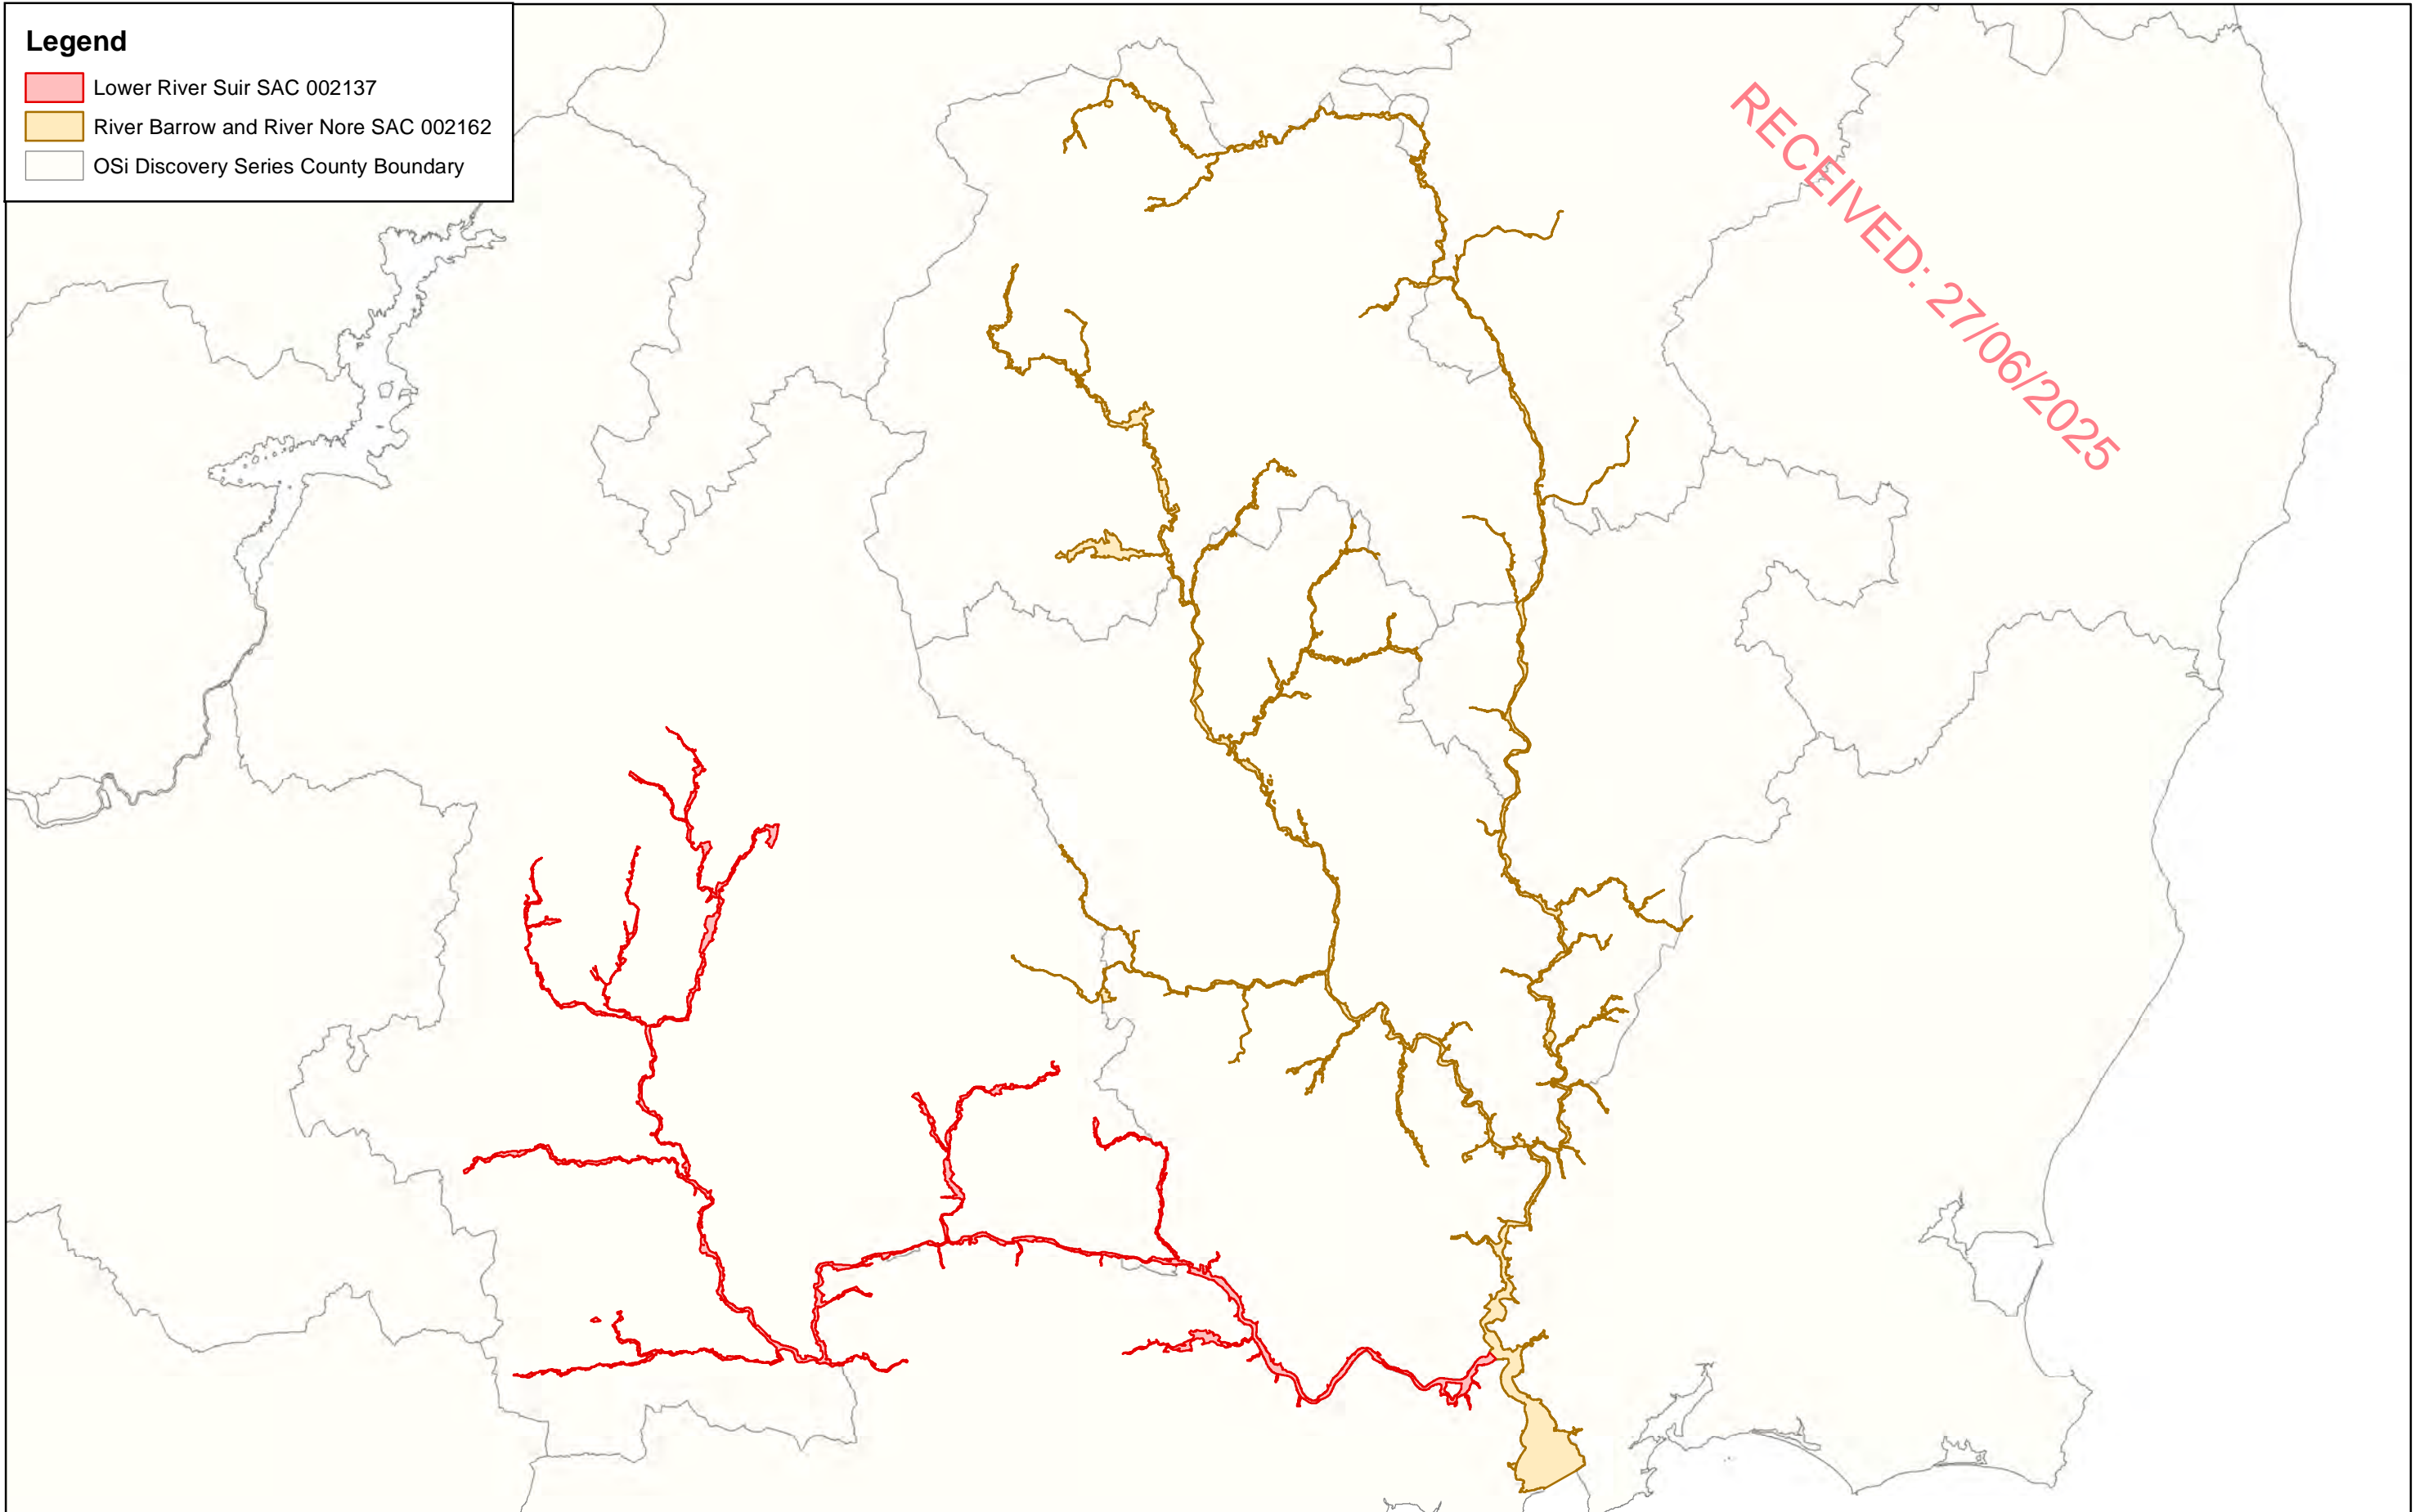 Legend
Lower River Suir SAC 002137
River Barrow and River Nore SAC 002162
OSi Discovery Series County Boundary
RECEIVED: 27/06/2025